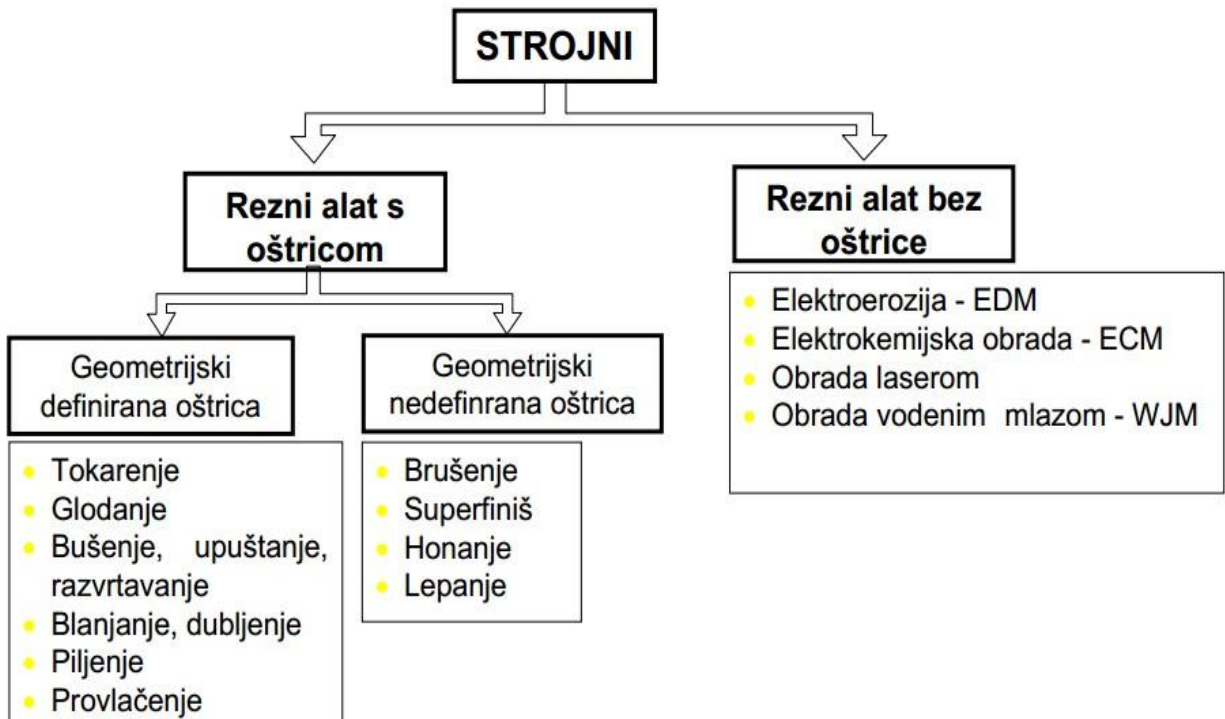 STROJNI
Rezni alat s
oštricom
Rezni alat bez
oštrice
Geometrijski
definirana oštrica
Geometrijski
nedefinrana oštrica
Elektroerozija - EDM
Elektrokemijska obrada - ECM
Obrada laserom
Obrada vodenim mlazom - WJM
Tokarenje
Glodanje
Bušenje, upuštanje,
razvrtavanje
Blanjanje, dubljenje
Piljenje
Provlačenje
Brušenje
Superfiniš
Honanje
Lepanje